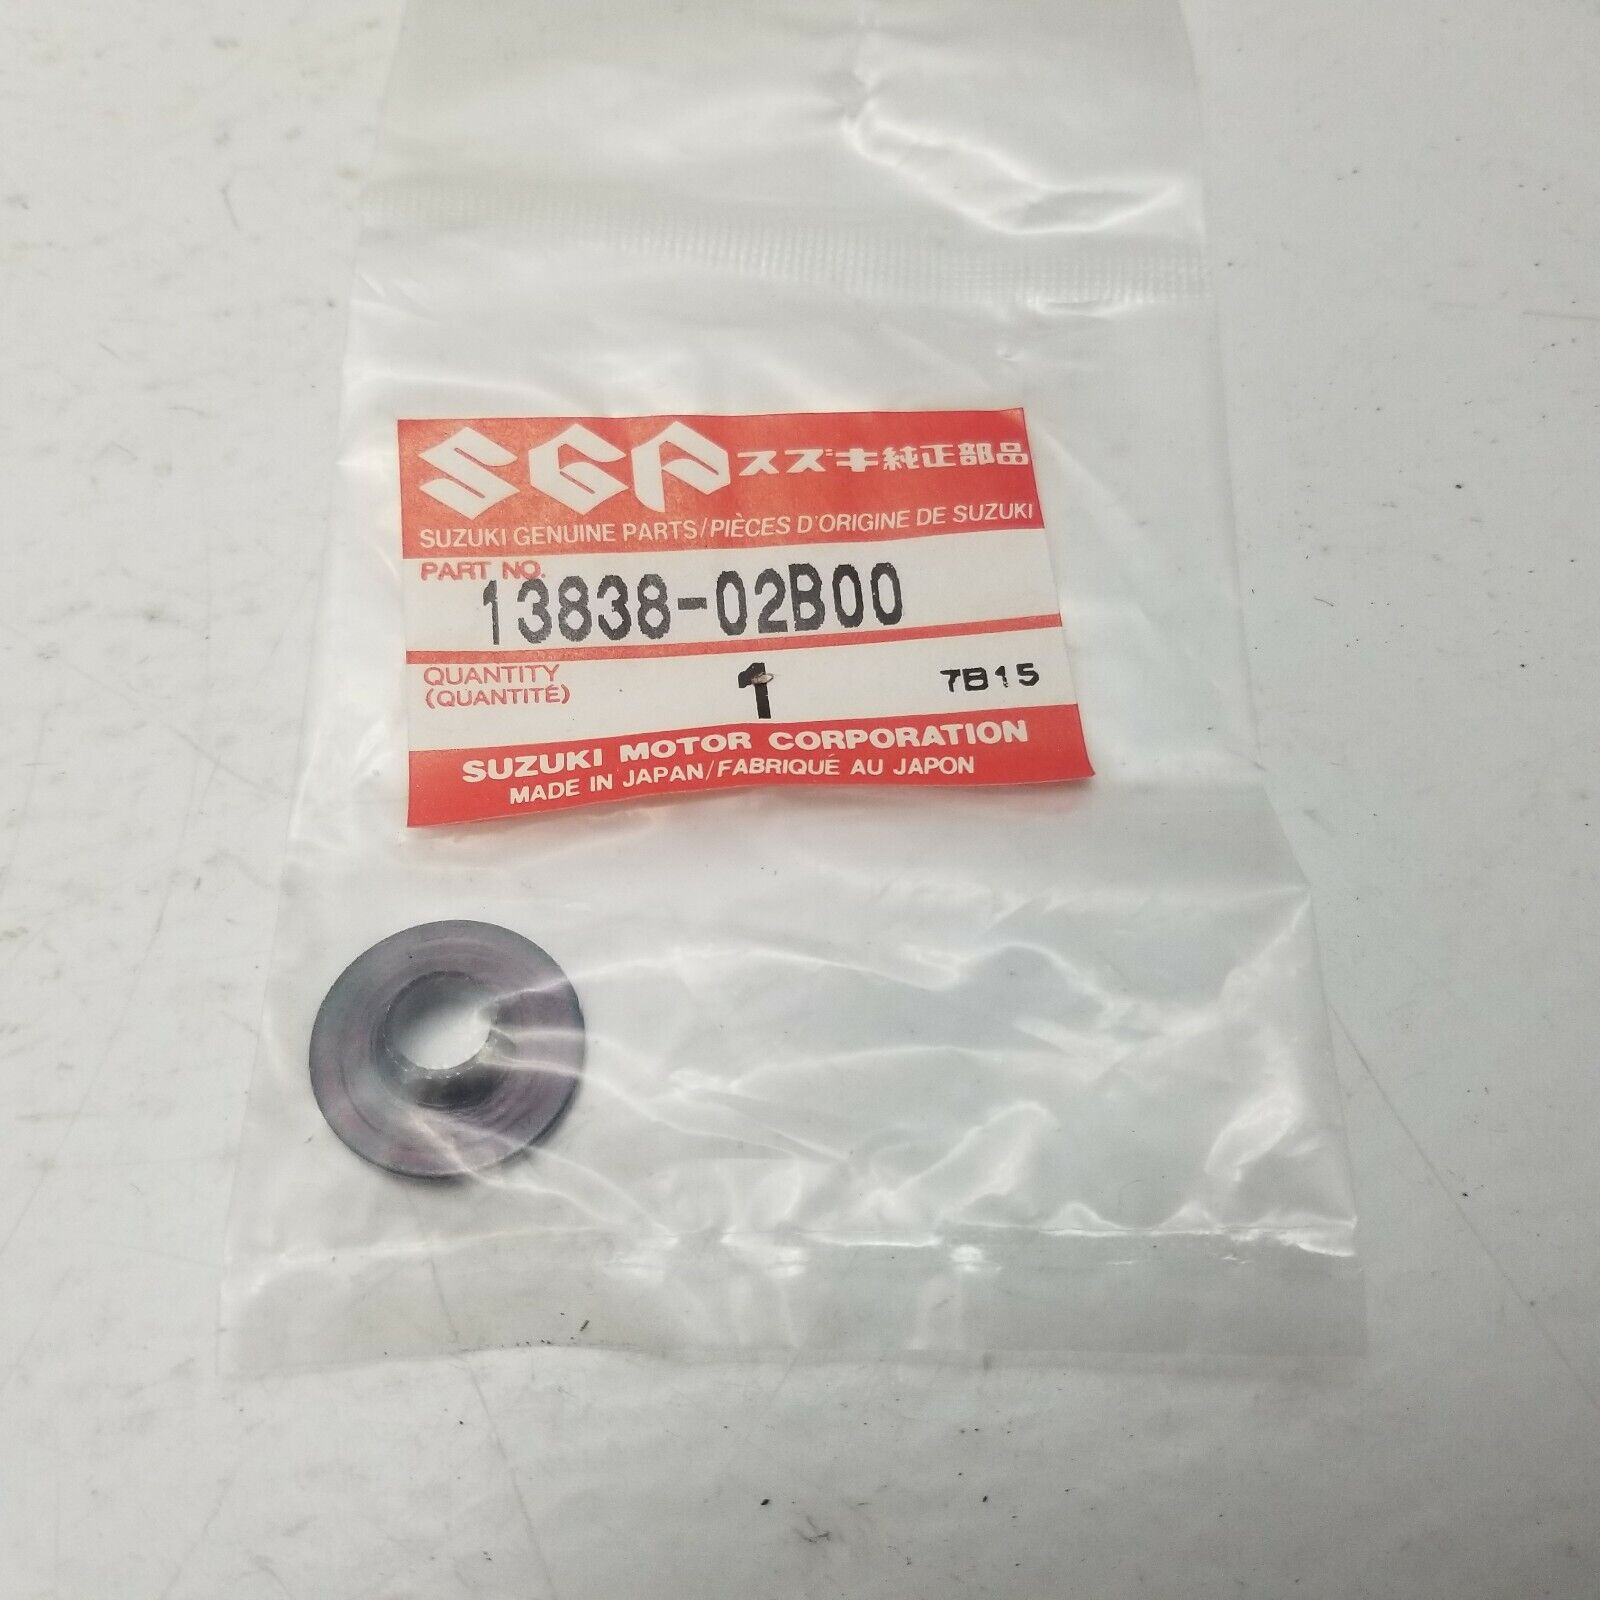 SGP スズキ純正部品
SUZUKI GENUINE PARTS/PIÈCES D'ORIGINE DE SUZUKI
PART NO.
13838-02B00
QUANTITY 1 7B15
(QUANTITÉ)
SUZUKI MOTOR CORPORATION
MADE IN JAPAN/FABRIQUÉ AU JAPON